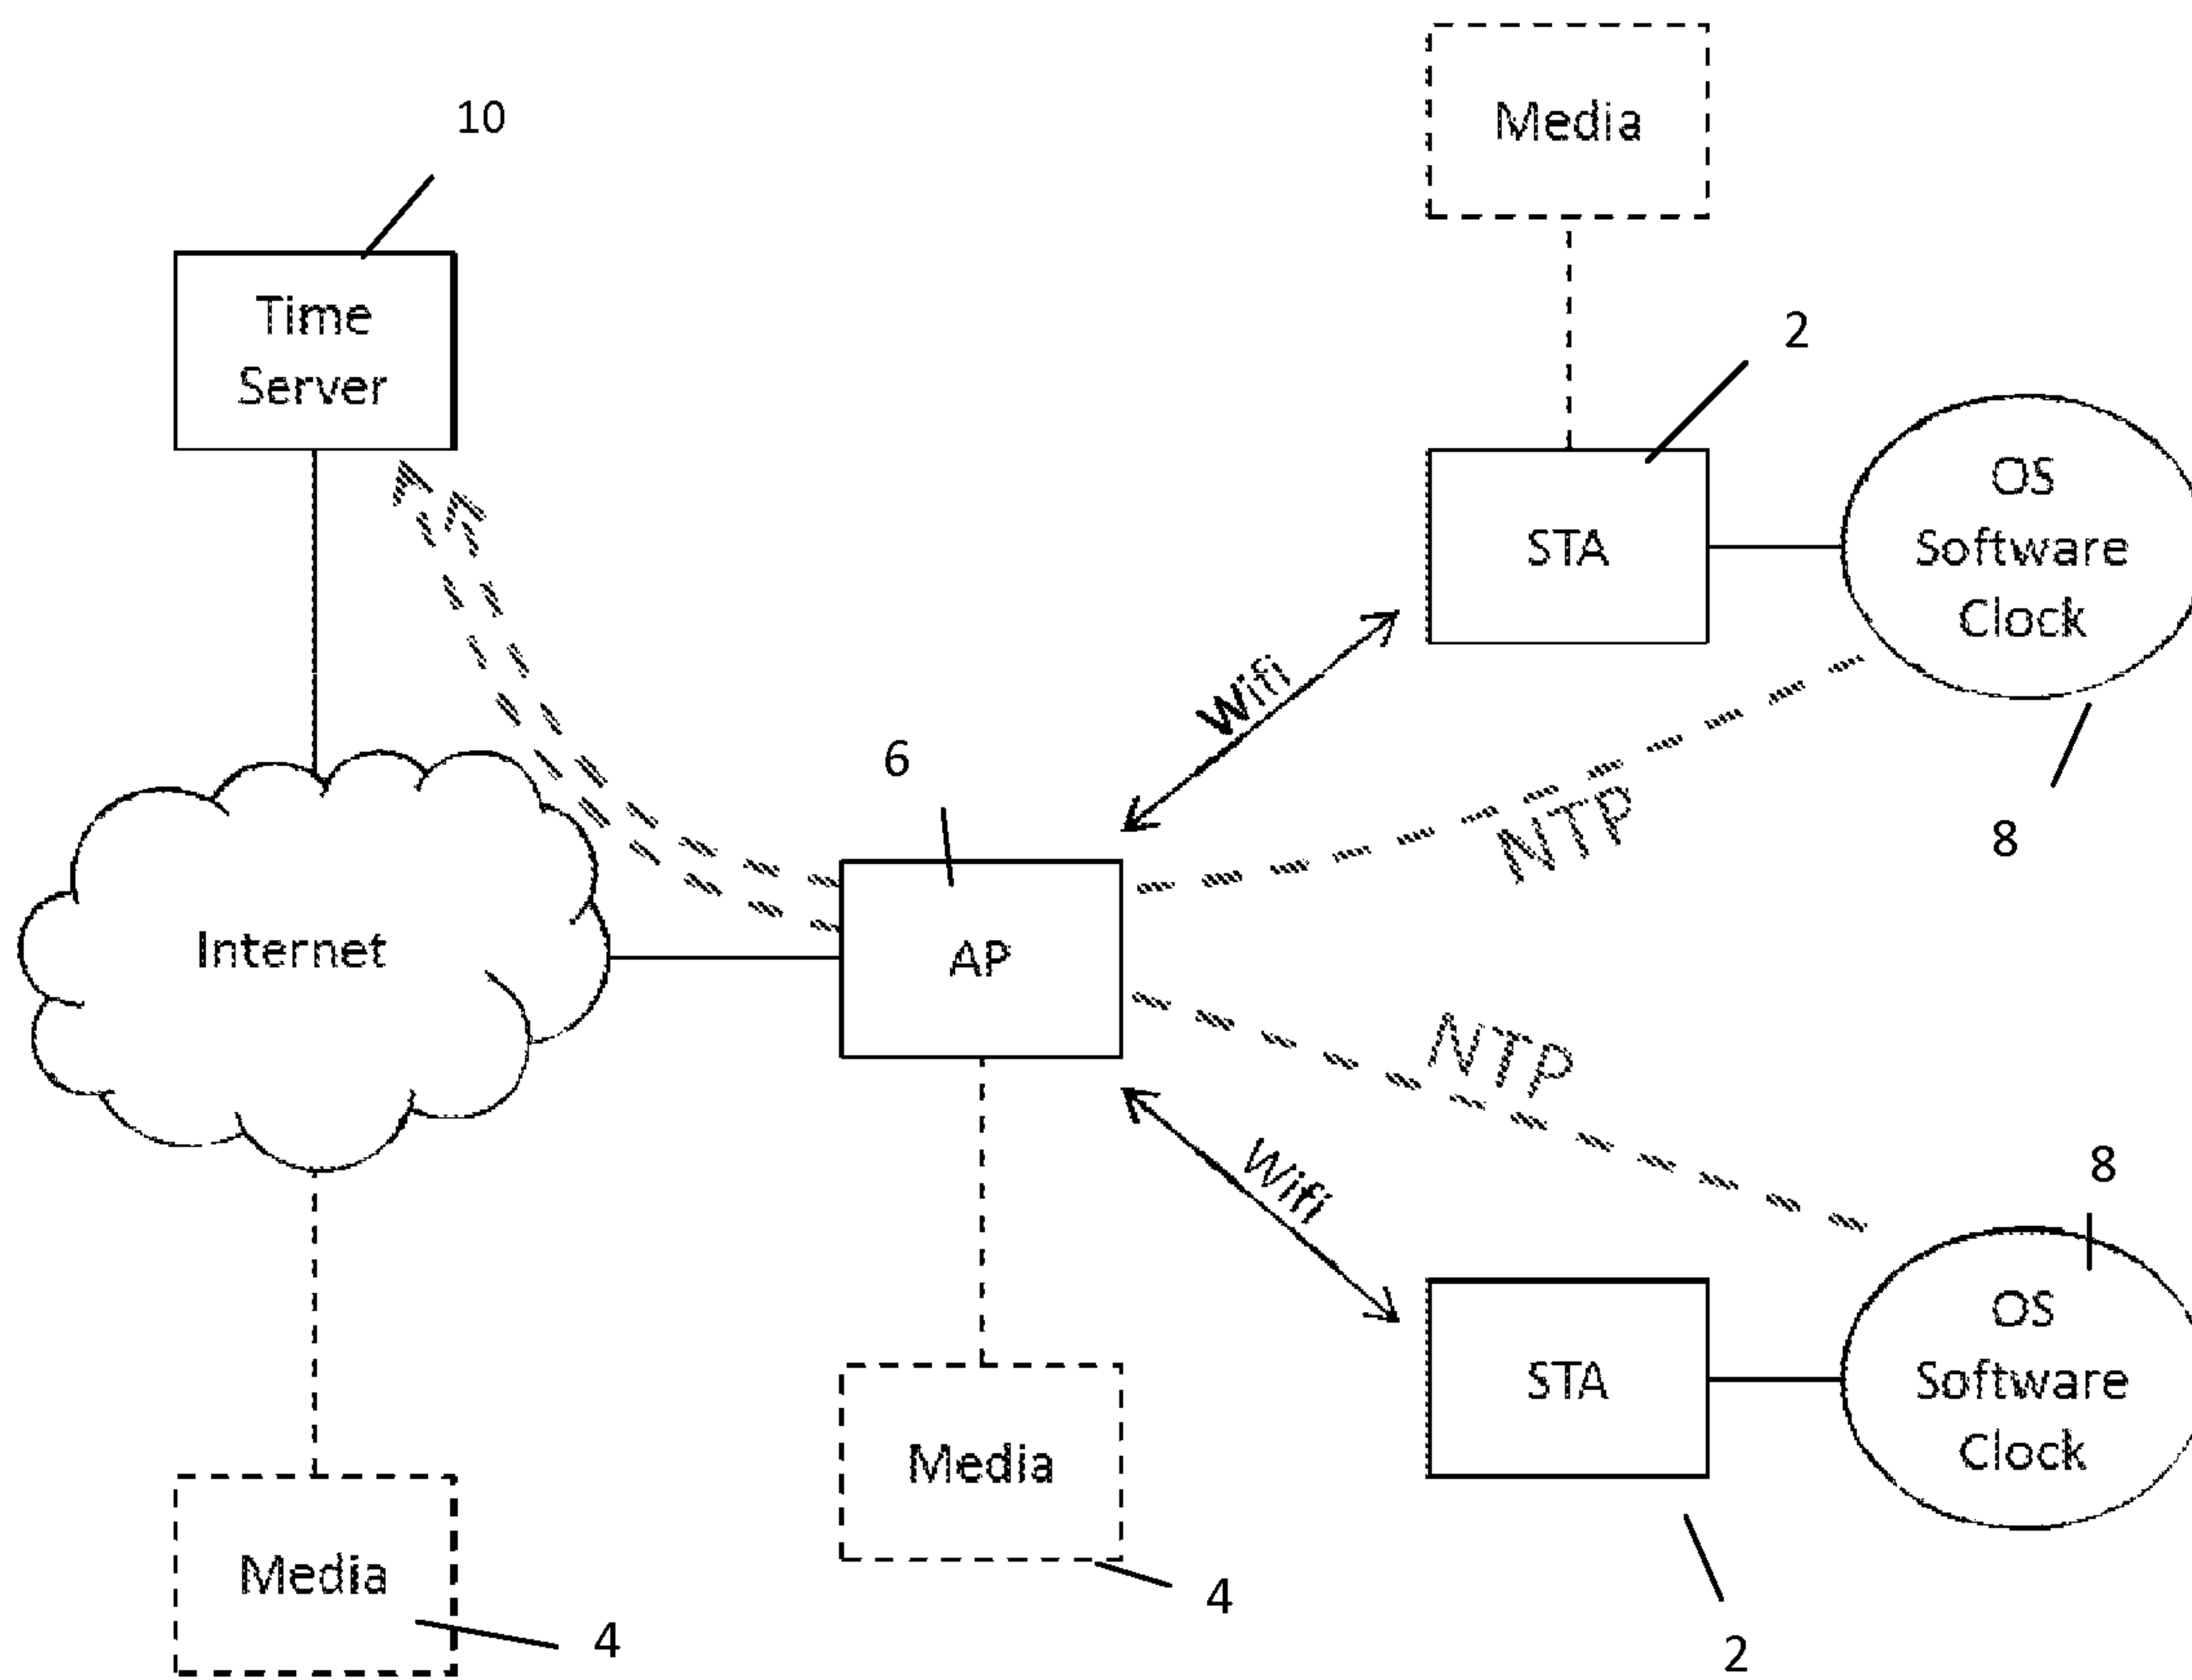 Media
10
Time
Server
2
STA
OS
Software
Clock
8
Wifi
NTP
6
AP
Internet
NTP
Wifi
8
STA
OS
Software
Clock
2
Media
4
Media
4